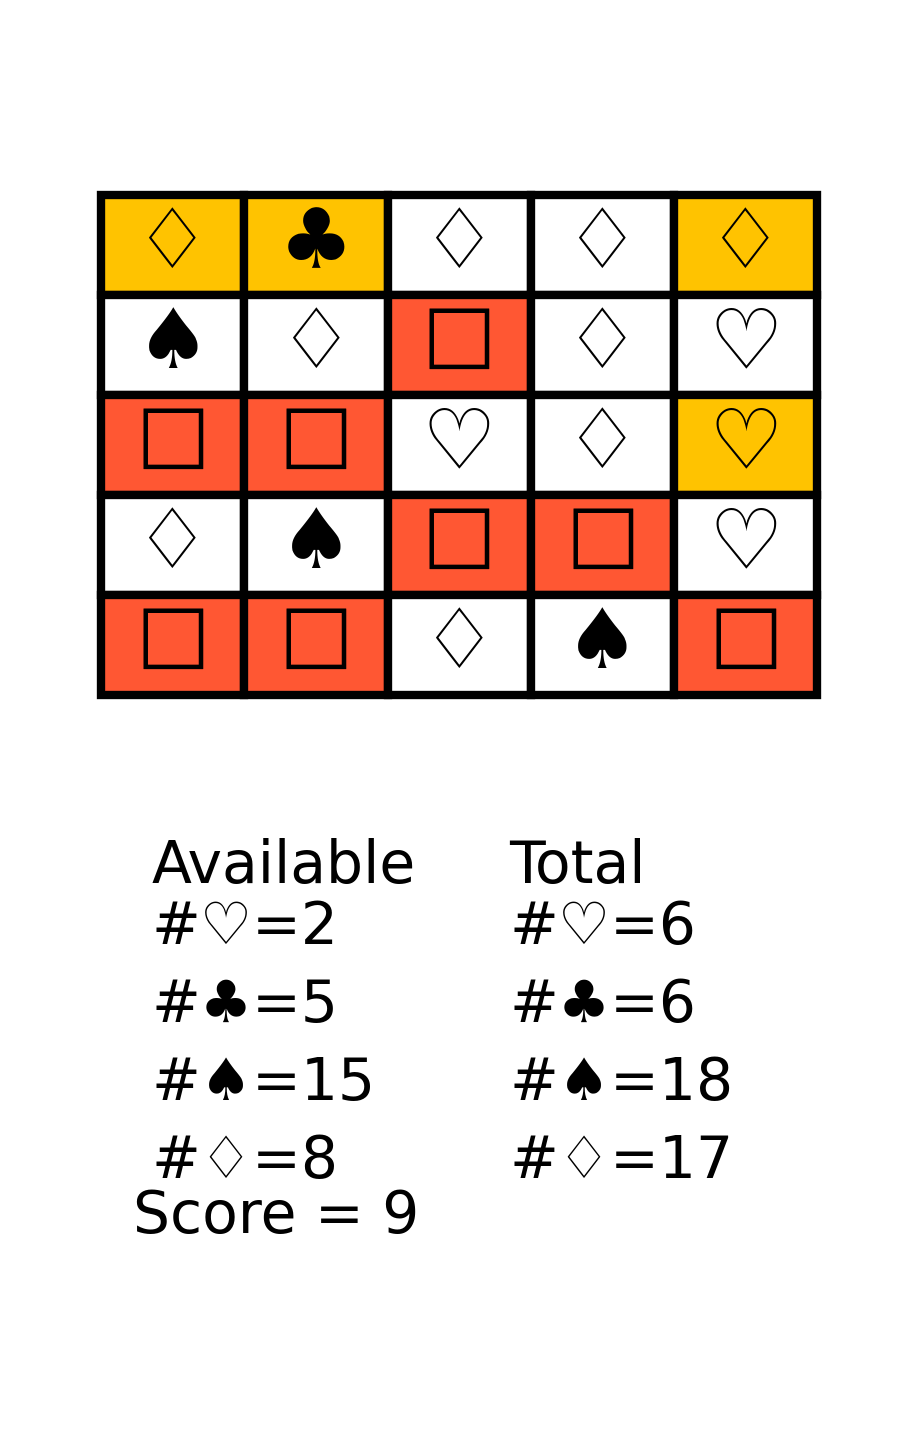 ♢ ♣ ♢ ♢ ♢
♠ ♢ □ ♢ ♡
□ □ ♡ ♢ ♡
♢ ♠ □ □ ♡
□ □ ♢ ♠ □
Available Total
#♡=2 #♡=6
#♣=5 #♣=6
#♠=15 #♠=18
#♢=8 #♢=17
Score = 9